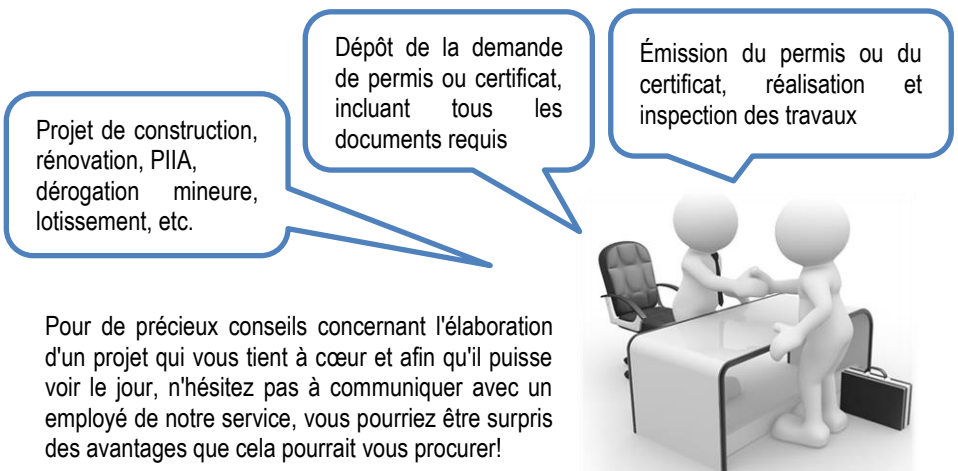 Projet de construction,
rénovation, PIIA,
dérogation mineure,
lotissement, etc.
Dépôt de la demande
de permis ou certificat,
incluant tous les
documents requis
Émission du permis ou du
certificat, réalisation et
inspection des travaux
Pour de précieux conseils concernant l'élaboration
d'un projet qui vous tient à cœur et afin qu'il puisse
voir le jour, n'hésitez pas à communiquer avec un
employé de notre service, vous pourriez être surpris
des avantages que cela pourrait vous procurer!